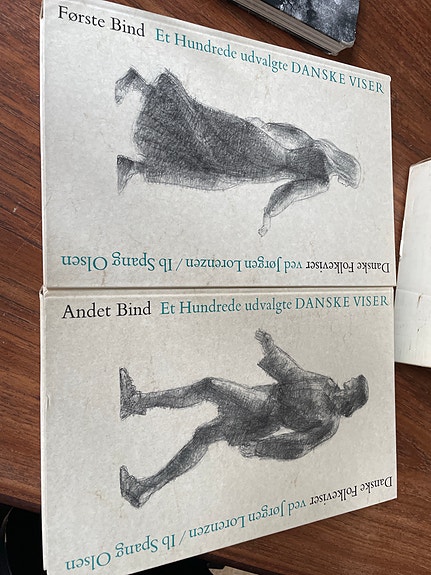 Første Bind Et Hundrede udvalgte DANSKE VISER
Danske Folkeviser ved Jørgen Lorenzen / Ib Spang Olsen
Andet Bind Et Hundrede udvalgte DANSKE VISER
Danske Folkeviser ved Jørgen Lorenzen / Ib Spang Olsen